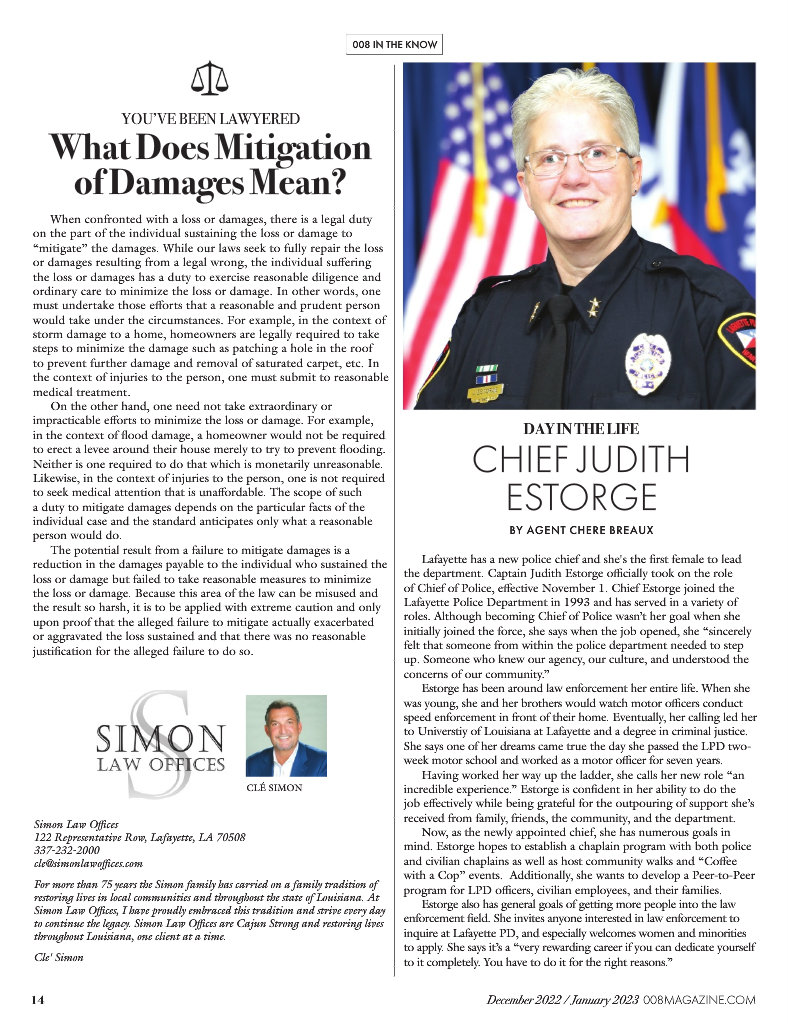 008 IN THE KNOW
YOU'VE BEEN LAWYERED
What Does Mitigation
of Damages Mean?
When confronted with a loss or damages, there is a legal duty
on the part of the individual sustaining the loss or damage to
“mitigate” the damages. While our laws seek to fully repair the loss
or damages resulting from a legal wrong, the individual suffering
the loss or damages has a duty to exercise reasonable diligence and
ordinary care to minimize the loss or damage. In other words, one
must undertake those efforts that a reasonable and prudent person
would take under the circumstances. For example, in the context of
storm damage to a home, homeowners are legally required to take
steps to minimize the damage such as patching a hole in the roof
to prevent further damage and removal of saturated carpet, etc. In
the context of injuries to the person, one must submit to reasonable
medical treatment.
On the other hand, one need not take extraordinary or
impracticable efforts to minimize the loss or damage. For example,
in the context of flood damage, a homeowner would not be required
to erect a levee around their house merely to try to prevent flooding.
Neither is one required to do that which is monetarily unreasonable.
Likewise, in the context of injuries to the person, one is not required
to seek medical attention that is unaffordable. The scope of such
a duty to mitigate damages depends on the particular facts of the
individual case and the standard anticipates only what a reasonable
person would do.
The potential result from a failure to mitigate damages is a
reduction in the damages payable to the individual who sustained the
loss or damage but failed to take reasonable measures to minimize
the loss or damage. Because this area of the law can be misused and
the result so harsh, it is to be applied with extreme caution and only
upon proof that the alleged failure to mitigate actually exacerbated
or aggravated the loss sustained and that there was no reasonable
justification for the alleged failure to do so.
S
SIMON
LAW OFFICES
CLÉ SIMON
Simon Law Offices
122 Representative Row, Lafayette, LA 70508
337-232-2000
cle@simonlawoffices.com
For more than 75 years the Simon family has carried on a family tradition of
restoring lives in local communities and throughout the state of Louisiana. At
Simon Law Offices, I have proudly embraced this tradition and strive every day
to continue the legacy. Simon Law Offices are Cajun Strong and restoring lives
throughout Louisiana, one client at a time.
Cle' Simon
DAY IN THE LIFE
CHIEF JUDITH
ESTORGE
BY AGENT CHERE BREAUX
Lafayette has a new police chief and she's the first female to lead
the department. Captain Judith Estorge officially took on the role
of Chief of Police, effective November 1. Chief Estorge joined the
Lafayette Police Department in 1993 and has served in a variety of
roles. Although becoming Chief of Police wasn't her goal when she
initially joined the force, she says when the job opened, she “sincerely
felt that someone from within the police department needed to step
up. Someone who knew our agency, our culture, and understood the
concerns of our community.”
Estorge has been around law enforcement her entire life. When she
was young, she and her brothers would watch motor officers conduct
speed enforcement in front of their home. Eventually, her calling led her
to Universtiy of Louisiana at Lafayette and a degree in criminal justice.
She says one of her dreams came true the day she passed the LPD two-
week motor school and worked as a motor officer for seven years.
Having worked her way up the ladder, she calls her new role “an
incredible experience.” Estorge is confident in her ability to do the
job effectively while being grateful for the outpouring of support she's
received from family, friends, the community, and the department.
Now, as the newly appointed chief, she has numerous goals in
mind. Estorge hopes to establish a chaplain program with both police
and civilian chaplains as well as host community walks and “Coffee
with a Cop” events. Additionally, she wants to develop a Peer-to-Peer
program for LPD officers, civilian employees, and their families.
Estorge also has general goals of getting more people into the law
enforcement field. She invites anyone interested in law enforcement to
inquire at Lafayette PD, and especially welcomes women and minorities
to apply. She says it's a “very rewarding career if you can dedicate yourself
to it completely. You have to do it for the right reasons.”
14
December 2022 / January 2023 008MAGAZINE.COM